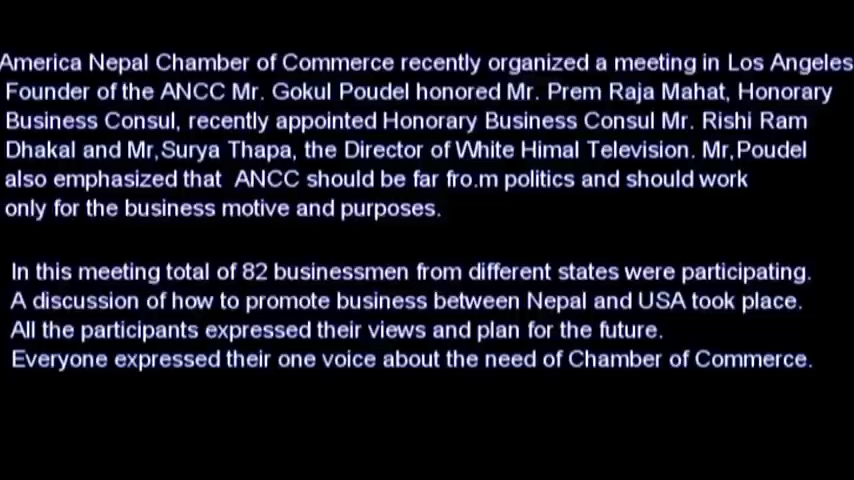 America Nepal Chamber of Commerce recently organized a meeting in Los Angeles
Founder of the ANCC Mr. Gokul Poudel honored Mr. Prem Raja Mahat, Honorary
Business Consul, recently appointed Honorary Business Consul Mr. Rishi Ram
Dhakal and Mr,Surya Thapa, the Director of White Himal Television. Mr,Poudel
also emphasized that  ANCC should be far fro.m politics and should work
only for the business motive and purposes.
In this meeting total of 82 businessmen from different states were participating.
A discussion of how to promote business between Nepal and USA took place.
All the participants expressed their views and plan for the future.
Everyone expressed their one voice about the need of Chamber of Commerce.